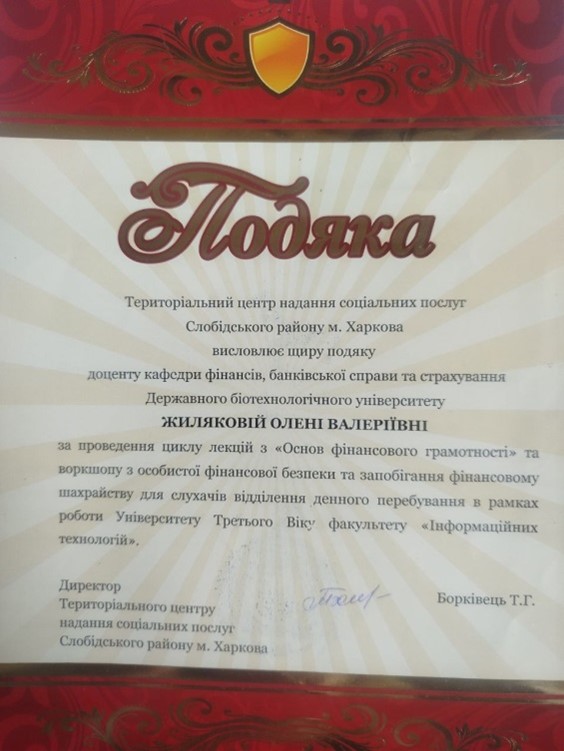 Подяка
Територіальний центр надання соціальних послуг
Слобідського району м. Харкова
висловлює щиру подяку
доценту кафедри фінансів, банківської справи та страхування
Державного біотехнологічного університету
ЖИЛЯКОВІЙ ОЛЕНІ ВАЛЕРІЇВНІ
за проведення циклу лекцій з «Основ фінансового грамотності» та
воркшопу з особистої фінансової безпеки та запобігання фінансовому
шахрайству для слухачів відділення денного перебування в рамках
роботи Університету Третього Віку факультету «Інформаційних
технологій».
Директор
Територіального центру
надання соціальних послуг
Слобідського району м. Харкова
Борківець Т.Г.